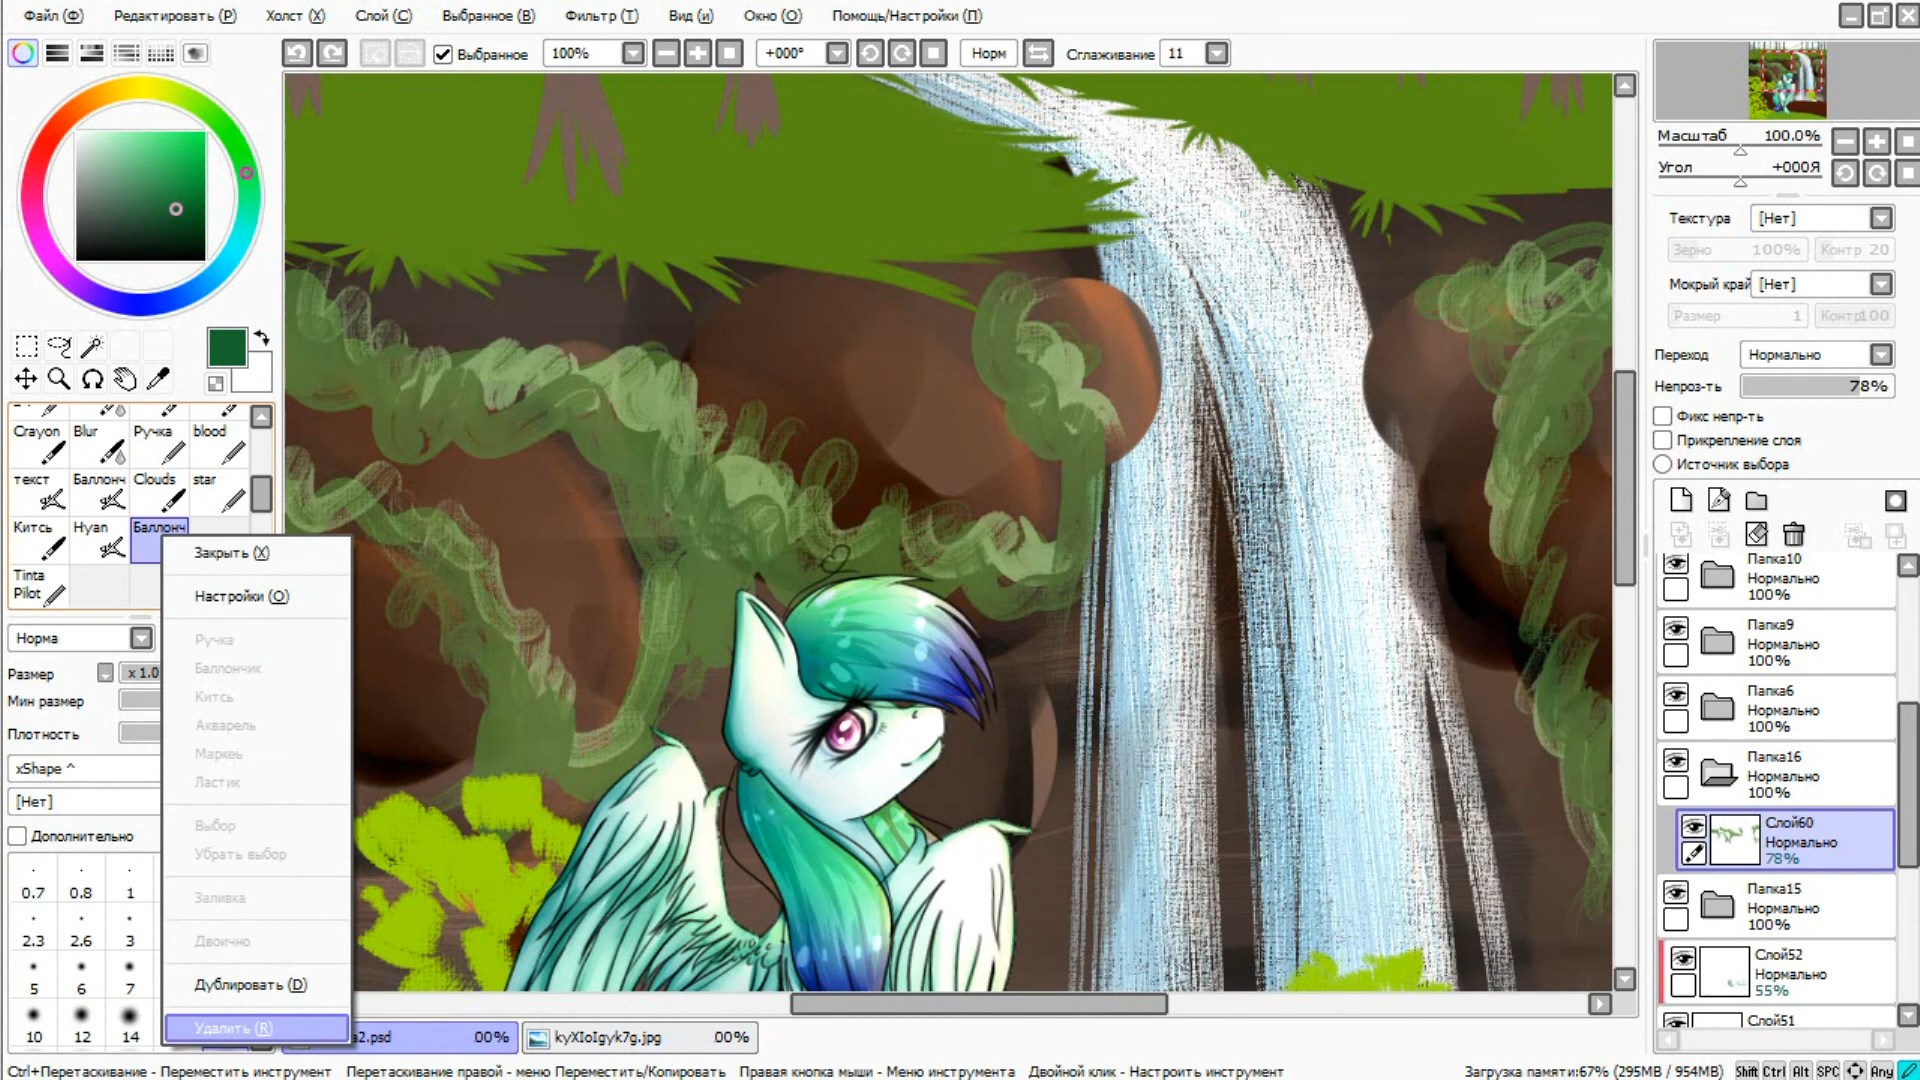 Файл (Ф) Редактировать (Р) Холст (Х) Слой (С) Выбранное (В) Фильтр (Т) Вид (и) Окно (О) Помощь/Настройки (П)
Выбранное 100% +000° Норм Сглаживание 11
Масштаб 100.0%
Угол +000Я
Текстура [Нет]
Зерно 100% Контр 20
Мокрый край [Нет]
Размер 1 Контр100
Переход Нормально
Непроз-ть 78%
Фикс непр-ть
Прикрепление слоя
Источник выбора
Crayon Blur Ручка blood
текст Баллонч Clouds star
Китсь Hyan Баллонч
Tinta
Pilot
Норма
Размер x 1.0
Мин размер
Плотность
xShape ^
[Нет]
Дополнительно
0.7 0.8 1
2.3 2.6 3
5 6 7
10 12 14
Закрыть (X)
Настройки (O)
Ручка
Баллончик
Китсь
Акварель
Маркеь
Ластик
Выбор
Убрать выбор
Заливка
Двоично
Дублировать (D)
Удалить (R)
Папка10
Нормально
100%
Папка9
Нормально
100%
Папка6
Нормально
100%
Папка16
Нормально
100%
Слой60
Нормально
78%
Папка15
Нормально
100%
Слой52
Нормально
55%
Слой51
a2.psd 00% kyXIoIgyk7g.jpg 00%
Ctrl+Перетаскивание - Переместить инструмент Перетаскивание правой - меню Переместить/Копировать Правая кнопка мыши - Меню инструмента Двойной клик - Настроить инструмент Загрузка памяти:67% (295MB / 954MB) Shift Ctrl Alt SPC Any